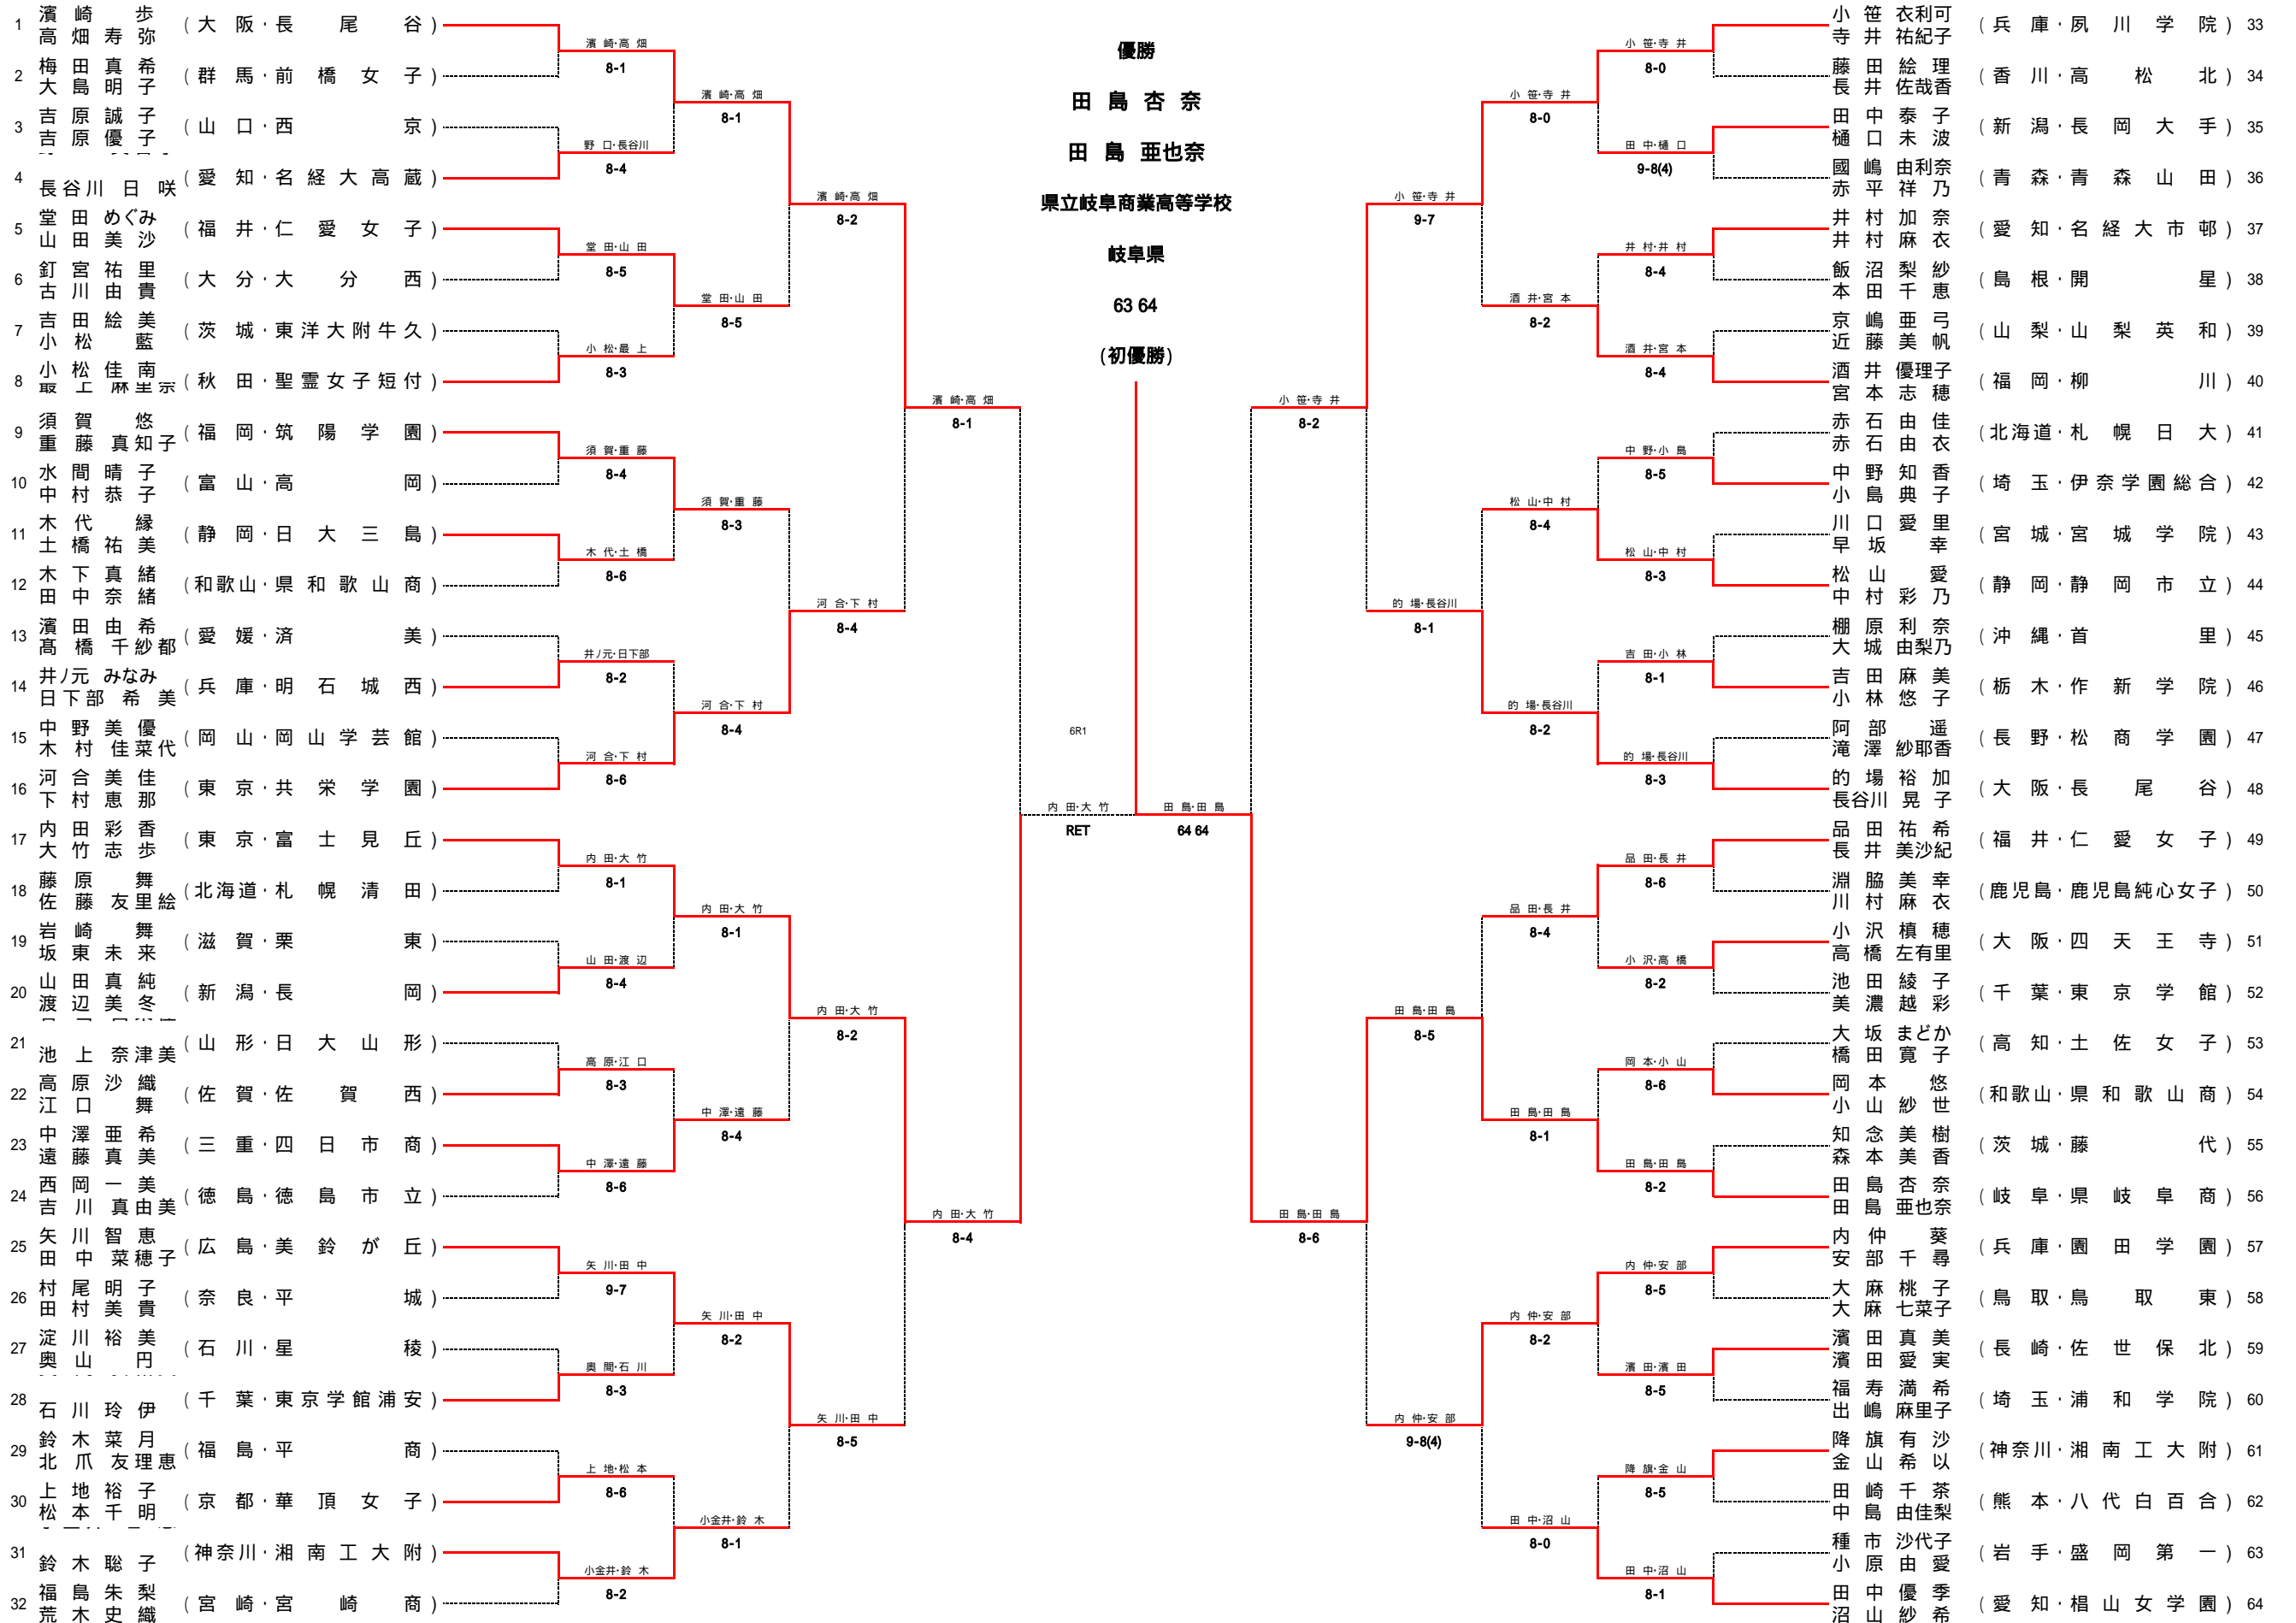 1 濱崎 歩 (大阪・長尾谷)
高畑寿弥
2 梅田真希 (群馬・前橋女子)
大島明子
3 吉原誠子 (山口・西京)
吉原優子
4 (愛知・名経大高蔵)
長谷川日咲
5 堂田めぐみ (福井・仁愛女子)
山田美沙
6 釘宮祐里 (大分・大分西)
古川由貴
7 吉田絵美 (茨城・東洋大附牛久)
小松 藍
8 小松佳南 (秋田・聖霊女子短付)
最上麻里奈
9 須賀 悠 (福岡・筑陽学園)
重藤真知子
10 水間晴子 (富山・高岡)
中村恭子
11 木代 縁 (静岡・日大三島)
土橋祐美
12 木下真緒 (和歌山・県和歌山商)
田中奈緒
13 濱田由希 (愛媛・済美)
髙橋千紗都
14 井ノ元みなみ (兵庫・明石城西)
日下部希美
15 中野美優 (岡山・岡山学芸館)
木村佳菜代
16 河合美佳 (東京・共栄学園)
下村恵那
17 内田彩香 (東京・富士見丘)
大竹志歩
18 藤原 舞 (北海道・札幌清田)
佐藤友里絵
19 岩崎 舞 (滋賀・栗東)
坂東未来
20 山田真純 (新潟・長岡)
渡辺美冬
21 (山形・日大山形)
池上奈津美
22 高原沙織 (佐賀・佐賀西)
江口 舞
23 中澤亜希 (三重・四日市商)
遠藤真美
24 西岡一美 (徳島・徳島市立)
吉川真由美
25 矢川智恵 (広島・美鈴が丘)
田中菜穂子
26 村尾明子 (奈良・平城)
田村美貴
27 淀川裕美 (石川・星稜)
奥山 円
28 (千葉・東京学館浦安)
石川玲伊
29 鈴木菜月 (福島・平商)
北爪友理恵
30 上地裕子 (京都・華頂女子)
松本千明
31 (神奈川・湘南工大附)
鈴木聡子
32 福島朱梨 (宮崎・宮崎商)
荒木史織
濱崎・高畑
8-1
野口・長谷川
8-4
堂田・山田
8-5
小松・最上
8-3
須賀・重藤
8-4
木代・土橋
8-6
井ノ元・日下部
8-2
河合・下村
8-6
内田・大竹
8-1
山田・渡辺
8-4
高原・江口
8-3
中澤・遠藤
8-6
矢川・田中
9-7
奥間・石川
8-3
上地・松本
8-6
小金井・鈴木
8-2
濱崎・高畑
8-1
堂田・山田
8-5
須賀・重藤
8-3
河合・下村
8-4
内田・大竹
8-1
中澤・遠藤
8-4
矢川・田中
8-2
小金井・鈴木
8-1
濱崎・高畑
8-2
河合・下村
8-4
内田・大竹
8-2
矢川・田中
8-5
濱崎・高畑
8-1
内田・大竹
8-4
6R1
内田・大竹
RET
優勝
田島杏奈
田島亜也奈
県立岐阜商業高等学校
岐阜県
63 64
(初優勝)
田島・田島
64 64
小笹・寺井
8-2
田島・田島
8-6
小笹・寺井
9-7
的場・長谷川
8-1
田島・田島
8-5
内仲・安部
9-8(4)
小笹・寺井
8-0
酒井・宮本
8-2
松山・中村
8-4
的場・長谷川
8-2
品田・長井
8-4
田島・田島
8-1
内仲・安部
8-2
田中・沼山
8-0
小笹・寺井
8-0
田中・樋口
9-8(4)
井村・井村
8-4
酒井・宮本
8-4
中野・小島
8-5
松山・中村
8-3
吉田・小林
8-1
的場・長谷川
8-3
品田・長井
8-6
小沢・高橋
8-2
岡本・小山
8-6
田島・田島
8-2
内仲・安部
8-5
濱田・濱田
8-5
降旗・金山
8-5
田中・沼山
8-1
小笹衣利可 (兵庫・夙川学院) 33
寺井祐紀子
藤田絵理 (香川・高松北) 34
長井佐哉香
田中泰子 (新潟・長岡大手) 35
樋口未波
國嶋由利奈 (青森・青森山田) 36
赤平祥乃
井村加奈 (愛知・名経大市邨) 37
井村麻衣
飯沼梨紗 (島根・開星) 38
本田千恵
京嶋亜弓 (山梨・山梨英和) 39
近藤美帆
酒井優理子 (福岡・柳川) 40
宮本志穂
赤石由佳 (北海道・札幌日大) 41
赤石由衣
中野知香 (埼玉・伊奈学園総合) 42
小島典子
川口愛里 (宮城・宮城学院) 43
早坂 幸
松山 愛 (静岡・静岡市立) 44
中村彩乃
棚原利奈 (沖縄・首里) 45
大城由梨乃
吉田麻美 (栃木・作新学院) 46
小林悠子
阿部 遥 (長野・松商学園) 47
滝澤紗耶香
的場裕加 (大阪・長尾谷) 48
長谷川晃子
品田祐希 (福井・仁愛女子) 49
長井美沙紀
淵脇美幸 (鹿児島・鹿児島純心女子) 50
川村麻衣
小沢槙穂 (大阪・四天王寺) 51
高橋左有里
池田綾子 (千葉・東京学館) 52
美濃越彩
大坂まどか (高知・土佐女子) 53
橋田寛子
岡本 悠 (和歌山・県和歌山商) 54
小山紗世
知念美樹 (茨城・藤代) 55
森本美香
田島杏奈 (岐阜・県岐阜商) 56
田島亜也奈
内仲 葵 (兵庫・園田学園) 57
安部千尋
大麻桃子 (鳥取・鳥取東) 58
大麻七菜子
濱田真美 (長崎・佐世保北) 59
濱田愛実
福寿満希 (埼玉・浦和学院) 60
出嶋麻里子
降旗有沙 (神奈川・湘南工大附) 61
金山希以
田崎千茶 (熊本・八代白百合) 62
中島由佳梨
種市沙代子 (岩手・盛岡第一) 63
小原由愛
田中優季 (愛知・椙山女学園) 64
沼山紗希